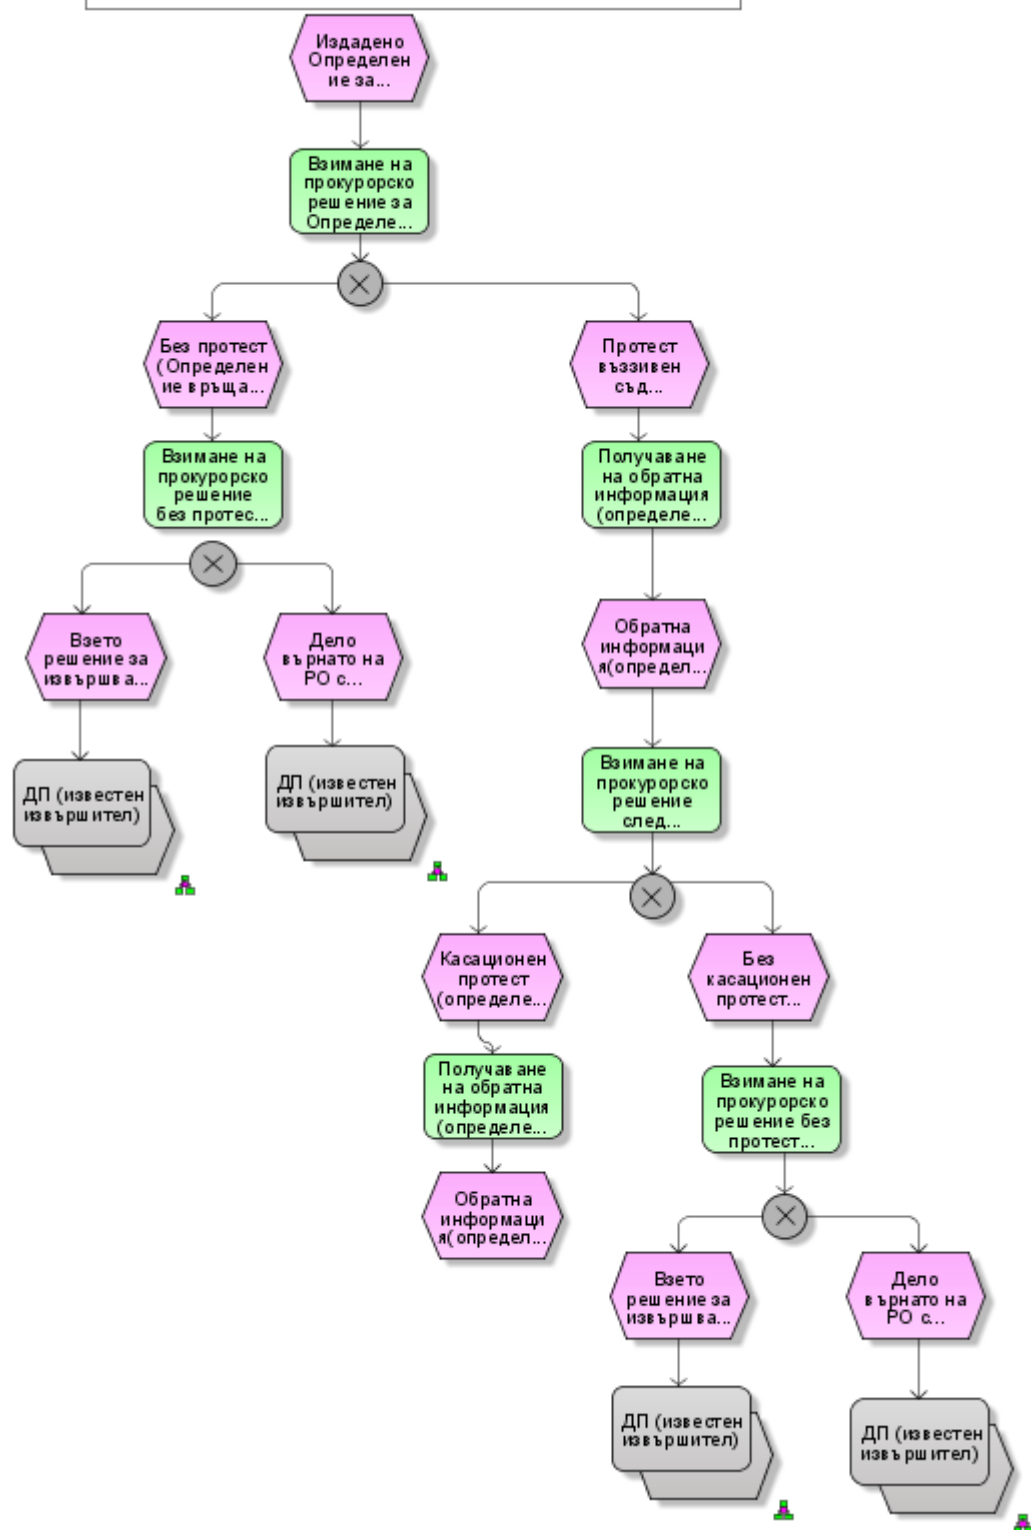 Издадено
Определен
ие за...
Взимане на
прокурорско
решение за
Определе...
Без протест
(Определен
ие връща...
Протест
въззивен
съд...
Взимане на
прокурорско
решение
без протес...
Получаване
на обратна
информация
(определе...
Взето
решение за
извършва...
Дело
върнато на
РО с...
Обратна
информаци
я(определ...
ДП (известен
извършител)
ДП (известен
извършител)
Взимане на
прокурорско
решение
след...
Касационен
протест
(определе...
Без
касационен
протест...
Получаване
на обратна
информация
(определе...
Взимане на
прокурорско
решение без
протест...
Обратна
информаци
я(определ...
Взето
решение за
извършва...
Дело
върнато на
РО с...
ДП (известен
извършител)
ДП (известен
извършител)